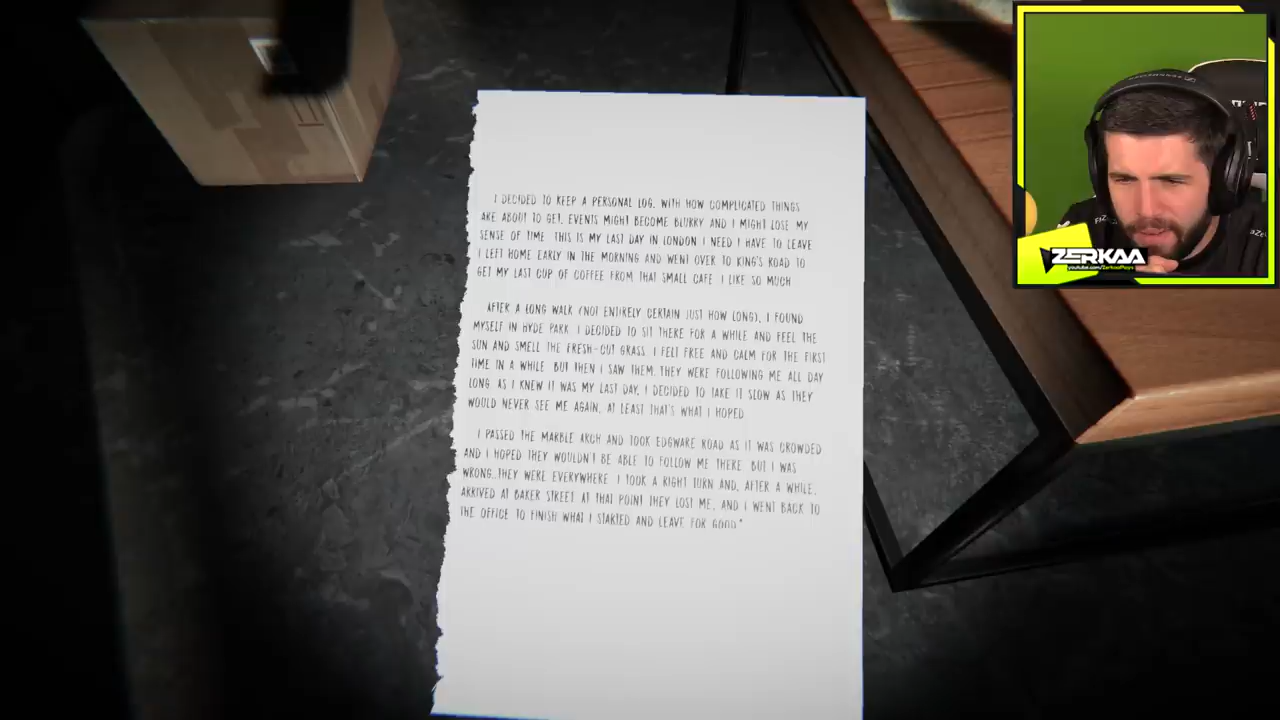 I DECIDED TO KEEP A PERSONAL LOG. WITH HOW COMPLICATED THINGS
ARE ABOUT TO GET, EVENTS MIGHT BECOME BLURRY AND I MIGHT LOSE MY
SENSE OF TIME. THIS IS MY LAST DAY IN LONDON I NEED I HAVE TO LEAVE
I LEFT HOME EARLY IN THE MORNING AND WENT OVER TO KING'S ROAD TO
GET MY LAST CUP OF COFFEE FROM THAT SMALL CAFE I LIKE SO MUCH
AFTER A LONG WALK (NOT ENTIRELY CERTAIN JUST HOW LONG), I FOUND
MYSELF IN HYDE PARK. I DECIDED TO SIT THERE FOR A WHILE AND FEEL THE
SUN AND SMELL THE FRESH-CUT GRASS. I FELT FREE AND CALM FOR THE FIRST
TIME IN A WHILE. BUT THEN I SAW THEM. THEY WERE FOLLOWING ME ALL DAY
LONG. AS I KNEW IT WAS MY LAST DAY, I DECIDED TO TAKE IT SLOW AS THEY
WOULD NEVER SEE ME AGAIN. AT LEAST THAT'S WHAT I HOPED
I PASSED THE MARBLE ARCH AND TOOK EDGWARE ROAD AS IT WAS CROWDED
AND I HOPED THEY WOULDN'T BE ABLE TO FOLLOW ME THERE. BUT I WAS
WRONG...THEY WERE EVERYWHERE. I TOOK A RIGHT TURN AND, AFTER A WHILE,
ARRIVED AT BAKER STREET. AT THAT POINT THEY LOST ME, AND I WENT BACK TO
THE OFFICE TO FINISH WHAT I STARTED AND LEAVE FOR GOOD."
ZERKAA
youtube.com/ZerkaaPlays